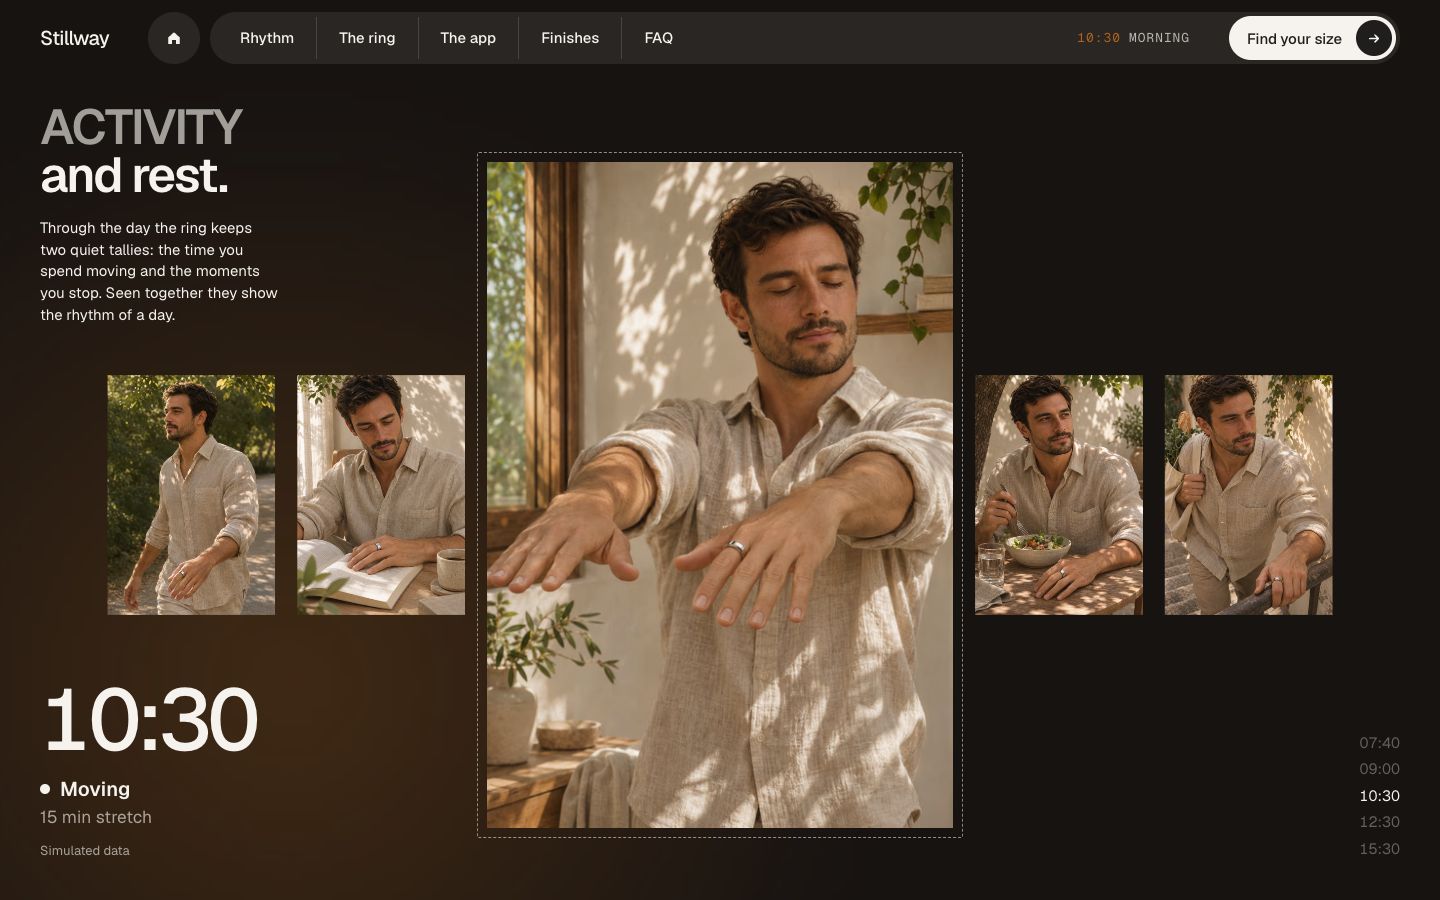 Stillway
Rhythm
The ring
The app
Finishes
FAQ
10:30 MORNING
Find your size
ACTIVITY
and rest.
Through the day the ring keeps
two quiet tallies: the time you
spend moving and the moments
you stop. Seen together they show
the rhythm of a day.
10:30
Moving
15 min stretch
Simulated data
07:40
09:00
10:30
12:30
15:30